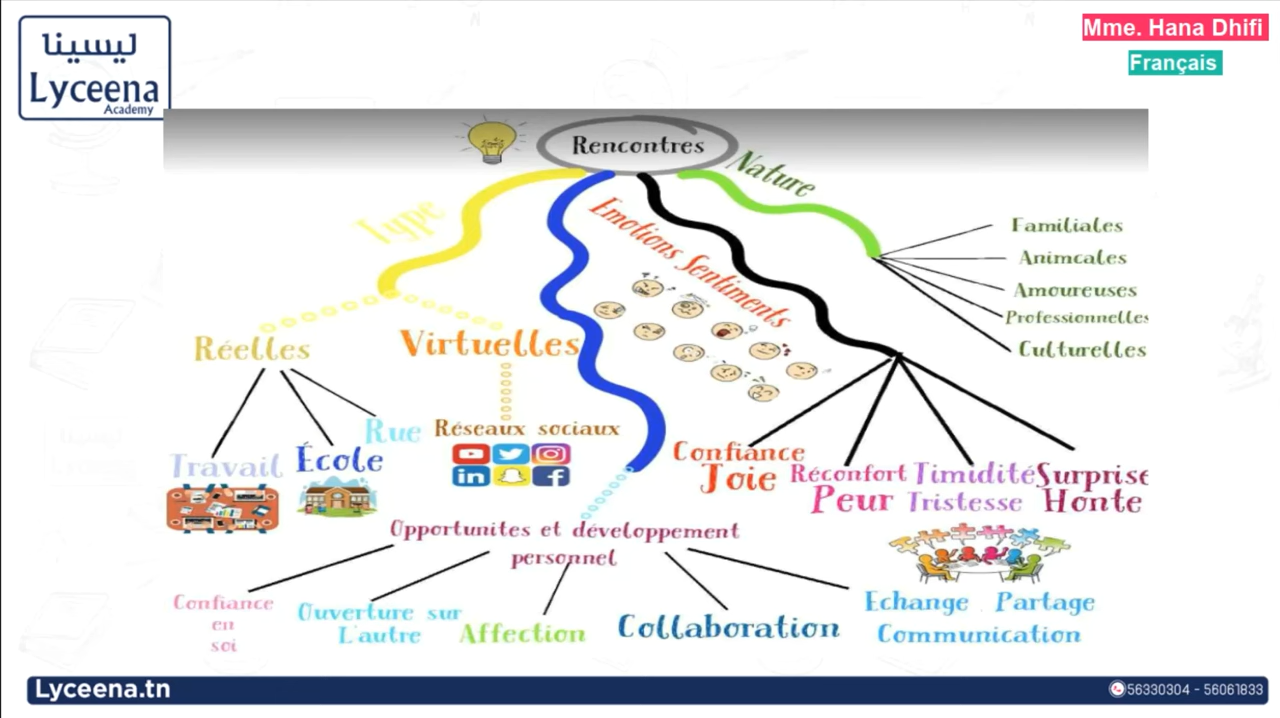 ليسينا
Lyceena
Academy
Mme. Hana Dhifi
Français
Rencontres
Nature
Type
Emotions Sentiments
Familiales
Animcales
Amoureuses
Professionnelles
Culturelles
Réelles
Virtuelles
Travail
École
Rue
Réseaux sociaux
Confiance
Joie
Réconfort
Peur
Timidité
Tristesse
Surprise
Honte
Opportunites et développement
personnel
Confiance
en
soi
Ouverture sur
L'autre
Affection
Collaboration
Echange . Partage
Communication
Lyceena.tn
56330304 - 56061833